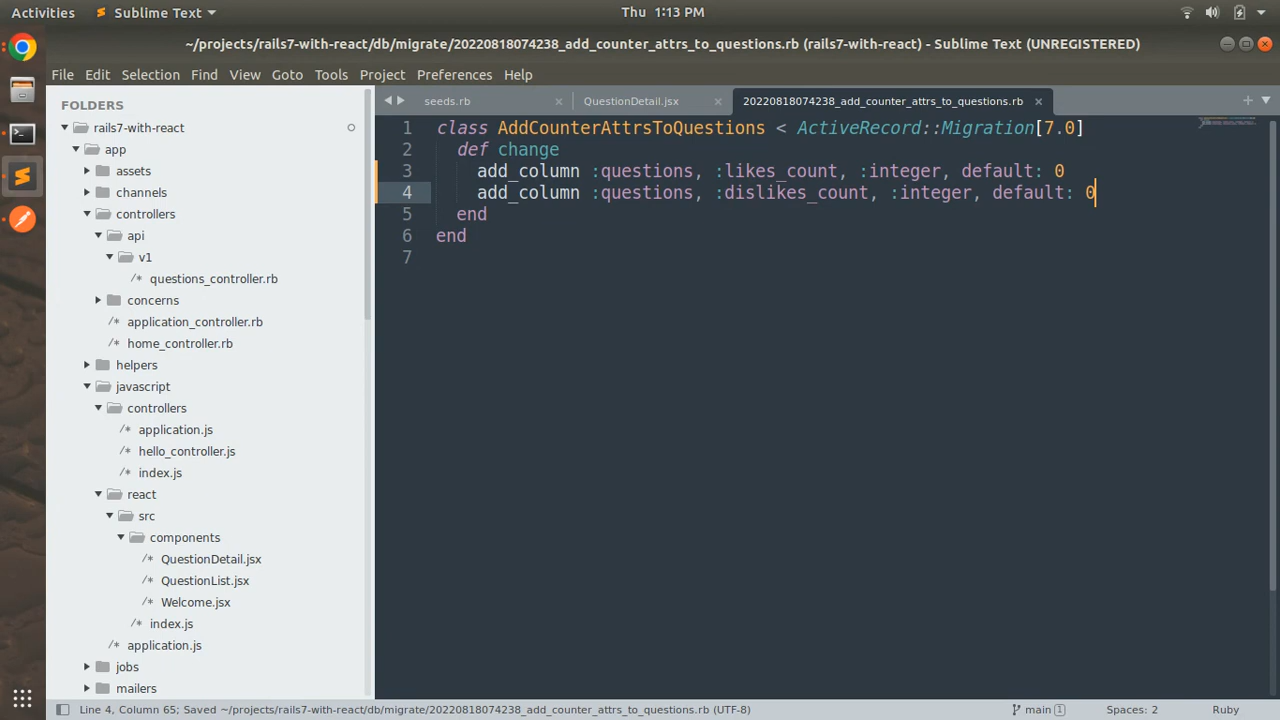 Activities
Sublime Text
Thu 1:13 PM
~/projects/rails7-with-react/db/migrate/20220818074238_add_counter_attrs_to_questions.rb (rails7-with-react) - Sublime Text (UNREGISTERED)
File Edit Selection Find View Goto Tools Project Preferences Help
FOLDERS
rails7-with-react
app
assets
channels
controllers
api
v1
/* questions_controller.rb
concerns
/* application_controller.rb
/* home_controller.rb
helpers
javascript
controllers
/* application.js
/* hello_controller.js
/* index.js
react
src
components
/* QuestionDetail.jsx
/* QuestionList.jsx
/* Welcome.jsx
/* index.js
/* application.js
jobs
mailers
seeds.rb
QuestionDetail.jsx
20220818074238_add_counter_attrs_to_questions.rb
1 class AddCounterAttrsToQuestions < ActiveRecord::Migration[7.0]
2 def change
3 add_column :questions, :likes_count, :integer, default: 0
4 add_column :questions, :dislikes_count, :integer, default: 0
5 end
6 end
7
Line 4, Column 65; Saved ~/projects/rails7-with-react/db/migrate/20220818074238_add_counter_attrs_to_questions.rb (UTF-8)
main 1
Spaces: 2
Ruby